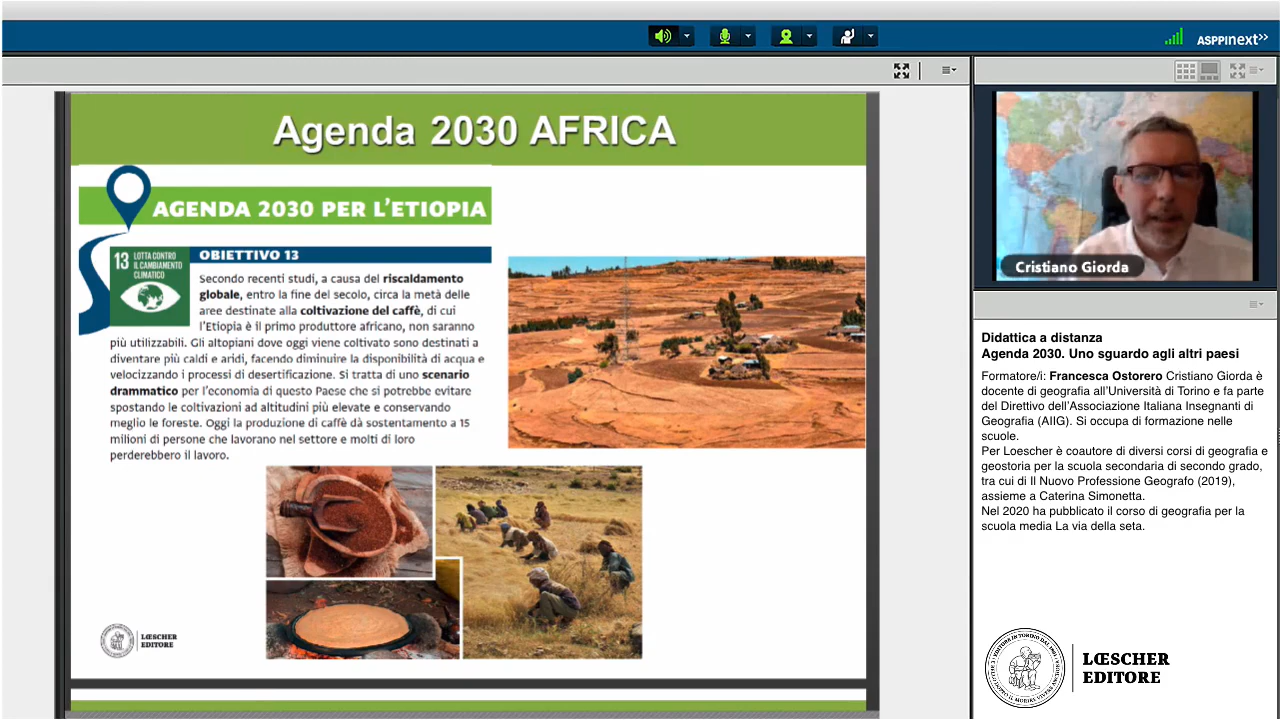 ASPPInext>>
Agenda 2030 AFRICA
AGENDA 2030 PER L'ETIOPIA
13 LOTTA CONTRO
IL CAMBIAMENTO
CLIMATICO
OBIETTIVO 13
Secondo recenti studi, a causa del riscaldamento
globale, entro la fine del secolo, circa la metà delle
aree destinate alla coltivazione del caffè, di cui
l'Etiopia è il primo produttore africano, non saranno
più utilizzabili. Gli altopiani dove oggi viene coltivato sono destinati a
diventare più caldi e aridi, facendo diminuire la disponibilità di acqua e
velocizzando i processi di desertificazione. Si tratta di uno scenario
drammatico per l'economia di questo Paese che si potrebbe evitare
spostando le coltivazioni ad altitudini più elevate e conservando
meglio le foreste. Oggi la produzione di caffè dà sostentamento a 15
milioni di persone che lavorano nel settore e molti di loro
perderebbero il lavoro.
LŒSCHER
EDITORE
Cristiano Giorda
Didattica a distanza
Agenda 2030. Uno sguardo agli altri paesi
Formatore/i: Francesca Ostorero Cristiano Giorda è
docente di geografia all'Università di Torino e fa parte
del Direttivo dell'Associazione Italiana Insegnanti di
Geografia (AIIG). Si occupa di formazione nelle
scuole.
Per Loescher è coautore di diversi corsi di geografia e
geostoria per la scuola secondaria di secondo grado,
tra cui di Il Nuovo Professione Geografo (2019),
assieme a Caterina Simonetta.
Nel 2020 ha pubblicato il corso di geografia per la
scuola media La via della seta.
LŒSCHER
EDITORE